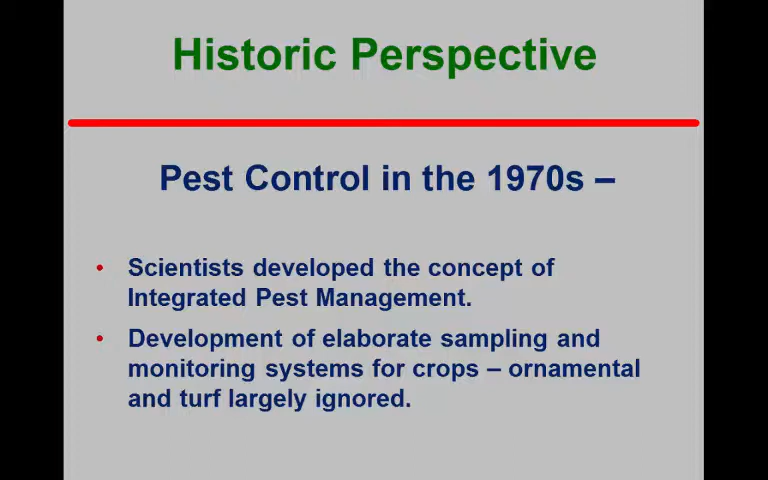 Historic Perspective
Pest Control in the 1970s –
• Scientists developed the concept of
Integrated Pest Management.
• Development of elaborate sampling and
monitoring systems for crops – ornamental
and turf largely ignored.